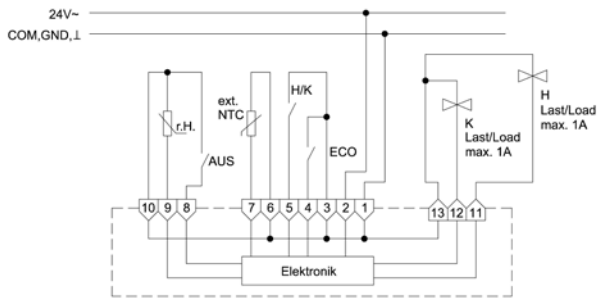 24V~
COM,GND,⊥
ext.
NTC
H/K
r.H.
AUS
ECO
H
Last/Load
max. 1A
K
Last/Load
max. 1A
10 9 8 7 6 5 4 3 2 1 13 12 11
Elektronik